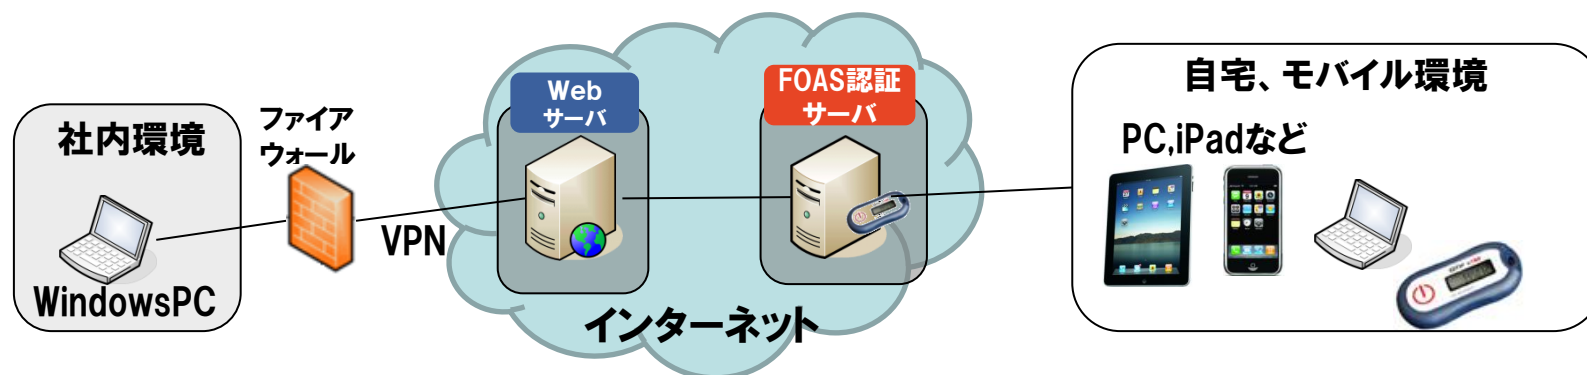 社内環境
WindowsPC
ファイア
ウォール
VPN
Web
サーバ
FOAS認証
サーバ
インターネット
自宅、モバイル環境
PC,iPadなど